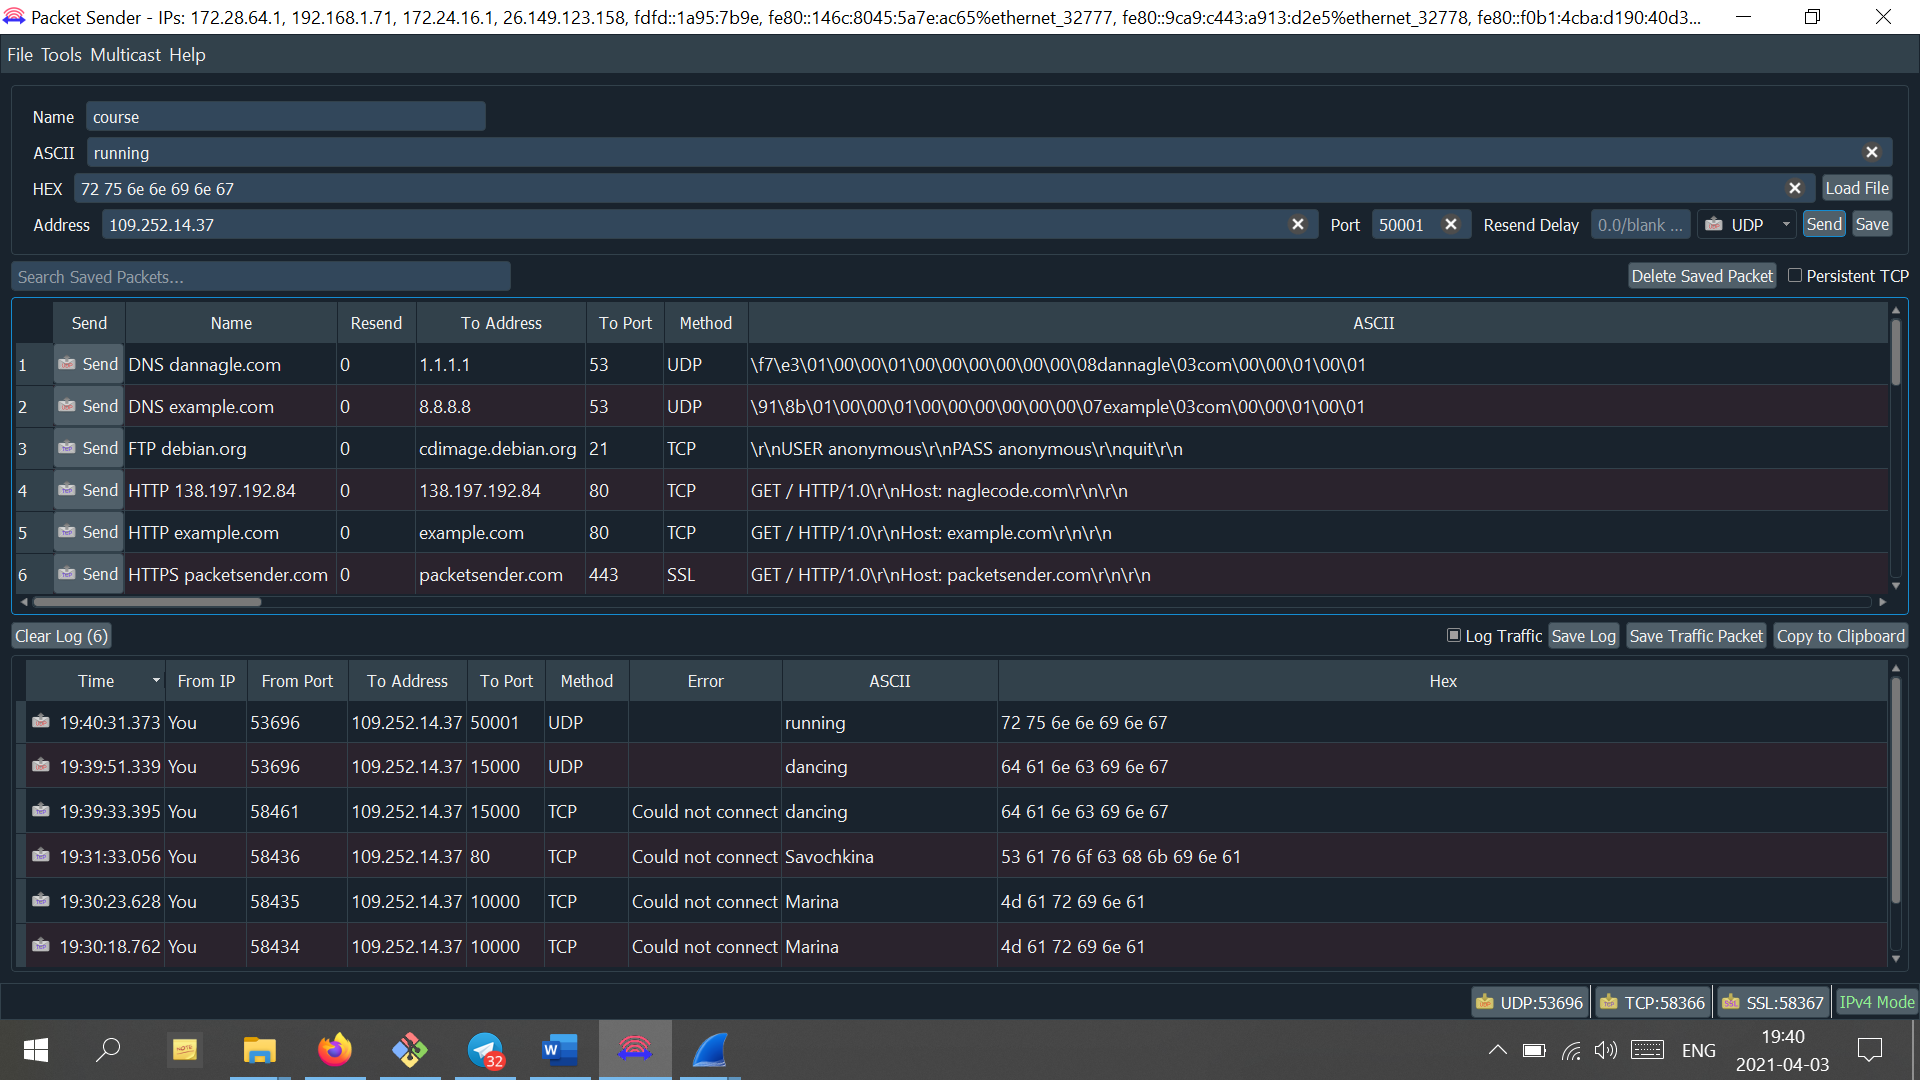 Packet Sender - IPs: 172.28.64.1, 192.168.1.71, 172.24.16.1, 26.149.123.158, fdfd::1a95:7b9e, fe80::146c:8045:5a7e:ac65%ethernet_32777, fe80::9ca9:c443:a913:d2e5%ethernet_32778, fe80::f0b1:4cba:d190:40d3...
File Tools Multicast Help
Name course
ASCII running
HEX 72 75 6e 6e 69 6e 67 Load File
Address 109.252.14.37 Port 50001 Resend Delay 0.0/blank ... UDP Send Save
Search Saved Packets... Delete Saved Packet Persistent TCP
Send Name Resend To Address To Port Method ASCII
1 Send DNS dannagle.com 0 1.1.1.1 53 UDP \f7\e3\01\00\00\01\00\00\00\00\00\00\08dannagle\03com\00\00\01\00\01
2 Send DNS example.com 0 8.8.8.8 53 UDP \91\8b\01\00\00\01\00\00\00\00\00\00\07example\03com\00\00\01\00\01
3 Send FTP debian.org 0 cdimage.debian.org 21 TCP \r\nUSER anonymous\r\nPASS anonymous\r\nquit\r\n
4 Send HTTP 138.197.192.84 0 138.197.192.84 80 TCP GET / HTTP/1.0\r\nHost: naglecode.com\r\n\r\n
5 Send HTTP example.com 0 example.com 80 TCP GET / HTTP/1.0\r\nHost: example.com\r\n\r\n
6 Send HTTPS packetsender.com 0 packetsender.com 443 SSL GET / HTTP/1.0\r\nHost: packetsender.com\r\n\r\n
Clear Log (6) Log Traffic Save Log Save Traffic Packet Copy to Clipboard
Time From IP From Port To Address To Port Method Error ASCII Hex
19:40:31.373 You 53696 109.252.14.37 50001 UDP running 72 75 6e 6e 69 6e 67
19:39:51.339 You 53696 109.252.14.37 15000 UDP dancing 64 61 6e 63 69 6e 67
19:39:33.395 You 58461 109.252.14.37 15000 TCP Could not connect dancing 64 61 6e 63 69 6e 67
19:31:33.056 You 58436 109.252.14.37 80 TCP Could not connect Savochkina 53 61 76 6f 63 68 6b 69 6e 61
19:30:23.628 You 58435 109.252.14.37 10000 TCP Could not connect Marina 4d 61 72 69 6e 61
19:30:18.762 You 58434 109.252.14.37 10000 TCP Could not connect Marina 4d 61 72 69 6e 61
UDP:53696 TCP:58366 SSL:58367 IPv4 Mode
NOTE 32 W ENG 19:40
2021-04-03